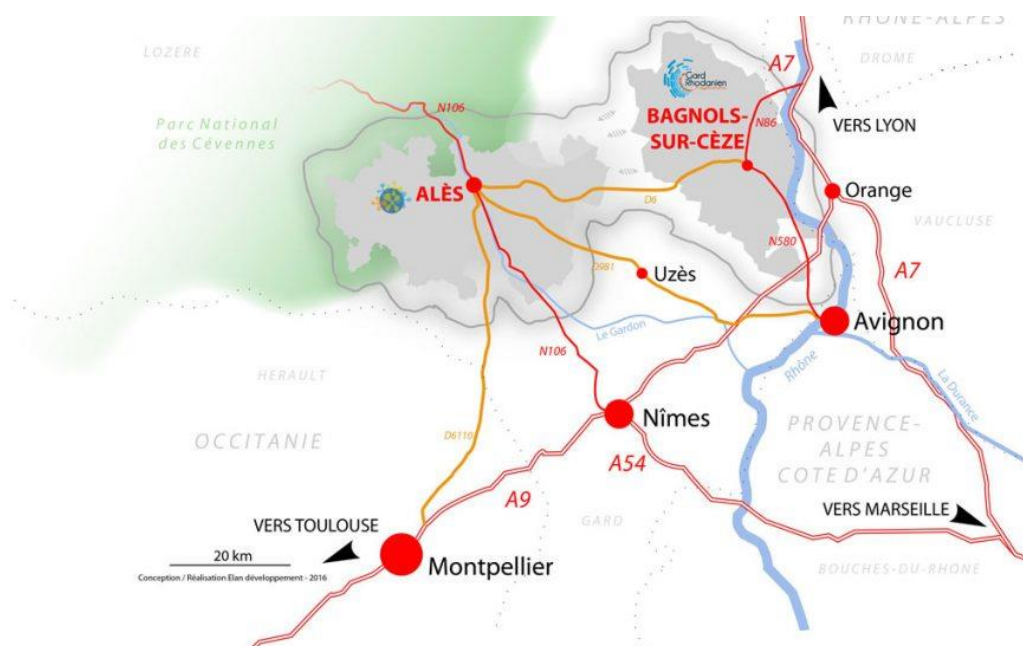 RHONE-ALPES
LOZERE
DROME
A7
Gard
Rhodanien
N106
BAGNOLS-
SUR-CÈZE
N86
VERS LYON
Parc National
des Cévennes
ALÈS
Orange
D6
VAUCLUSE
N580
D981
Uzès
A7
Avignon
Le Gardon
N106
Rhône
La Durance
HERAULT
Nîmes
OCCITANIE
D6110
PROVENCE-
ALPES
COTE D'AZUR
A54
A9
VERS MARSEILLE
GARD
VERS TOULOUSE
20 km
Montpellier
BOUCHES-DU-RHONE
Conception / Réalisation Elan développement - 2016